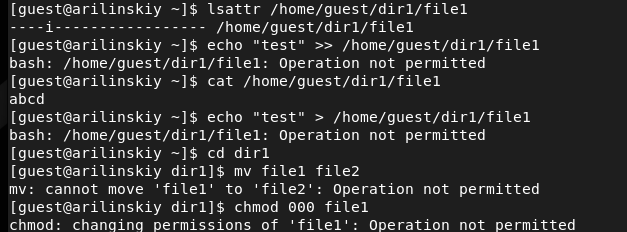 [guest@arilinskiy ~]$ lsattr /home/guest/dir1/file1
----i----------------- /home/guest/dir1/file1
[guest@arilinskiy ~]$ echo "test" >> /home/guest/dir1/file1
bash: /home/guest/dir1/file1: Operation not permitted
[guest@arilinskiy ~]$ cat /home/guest/dir1/file1
abcd
[guest@arilinskiy ~]$ echo "test" > /home/guest/dir1/file1
bash: /home/guest/dir1/file1: Operation not permitted
[guest@arilinskiy ~]$ cd dir1
[guest@arilinskiy dir1]$ mv file1 file2
mv: cannot move 'file1' to 'file2': Operation not permitted
[guest@arilinskiy dir1]$ chmod 000 file1
chmod: changing permissions of 'file1': Operation not permitted